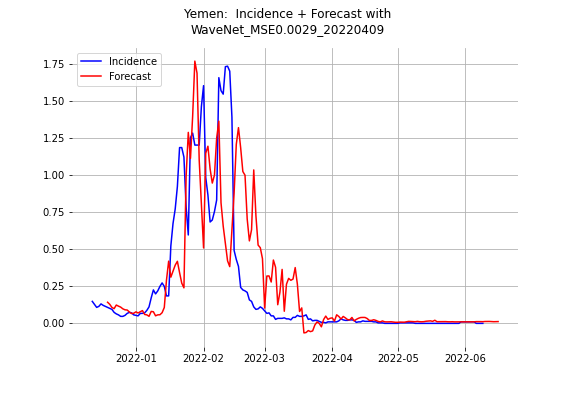 Yemen:  Incidence + Forecast with
WaveNet_MSE0.0029_20220409
Incidence
Forecast
1.75
1.50
1.25
1.00
0.75
0.50
0.25
0.00
2022-01 2022-02 2022-03 2022-04 2022-05 2022-06